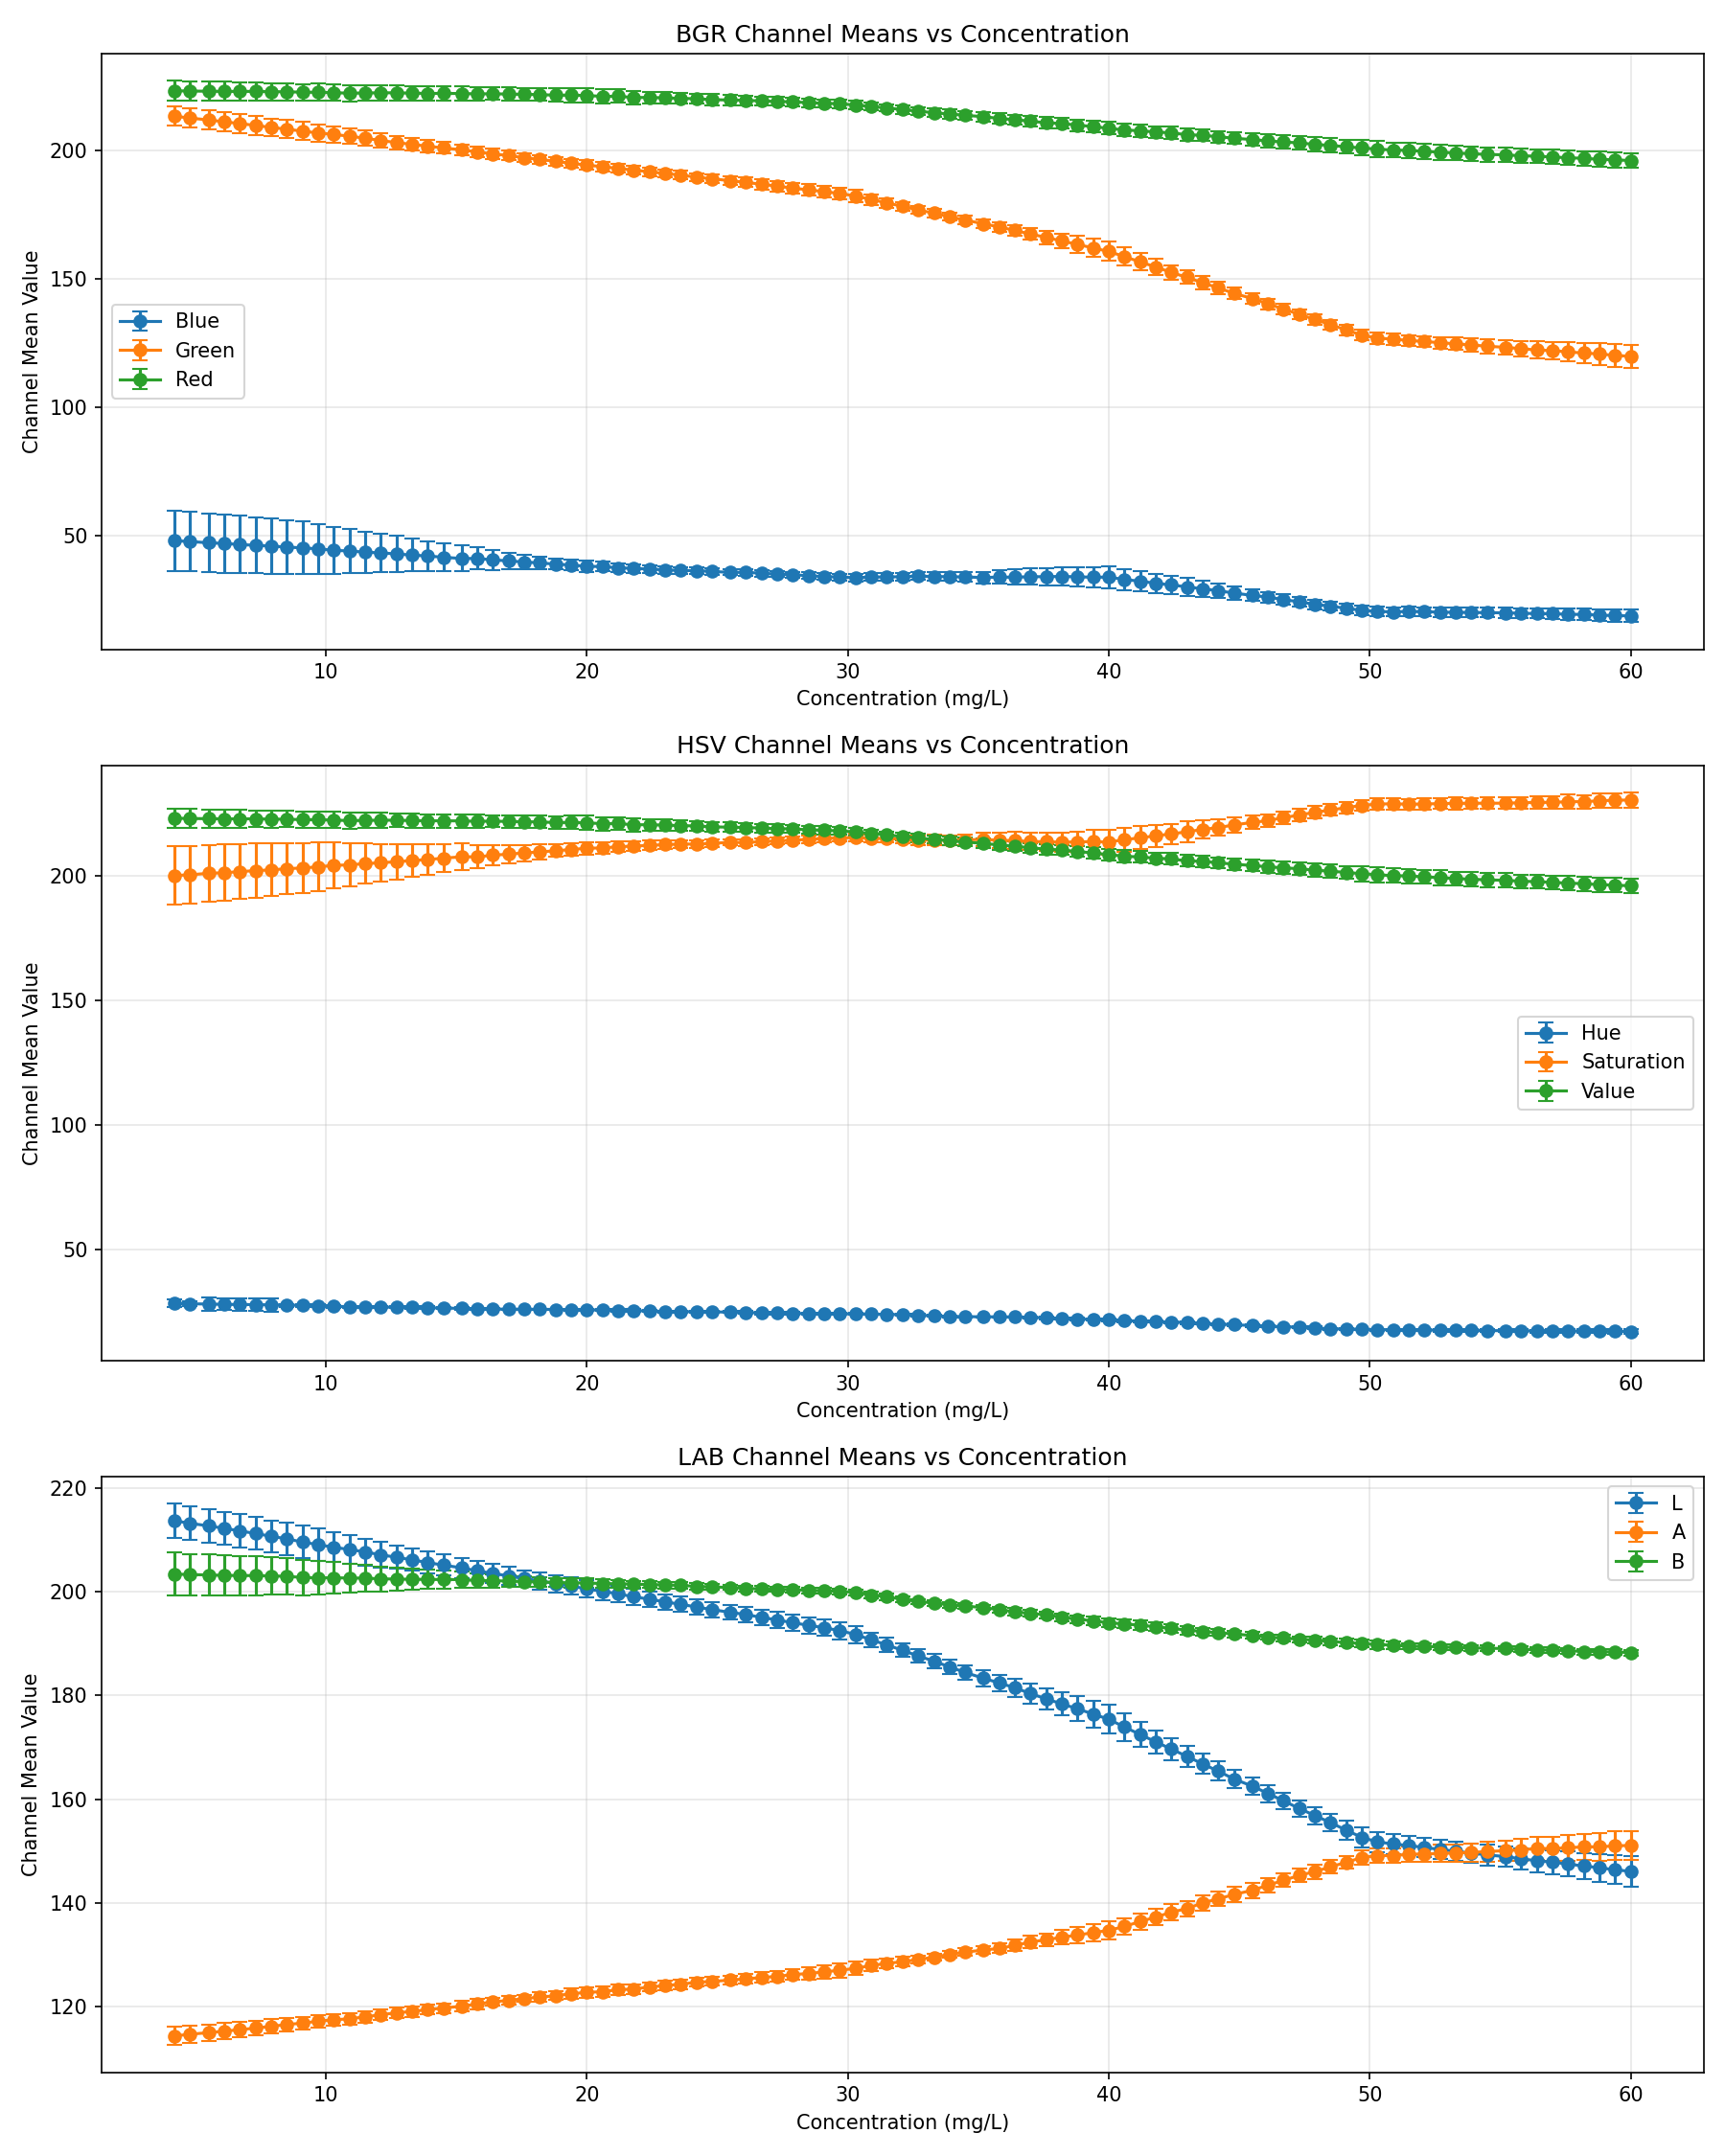 BGR Channel Means vs Concentration
Channel Mean Value
200
150
100
50
Blue
Green
Red
10 20 30 40 50 60
Concentration (mg/L)
HSV Channel Means vs Concentration
Channel Mean Value
200
150
100
50
Hue
Saturation
Value
10 20 30 40 50 60
Concentration (mg/L)
LAB Channel Means vs Concentration
Channel Mean Value
220
200
180
160
140
120
L
A
B
10 20 30 40 50 60
Concentration (mg/L)